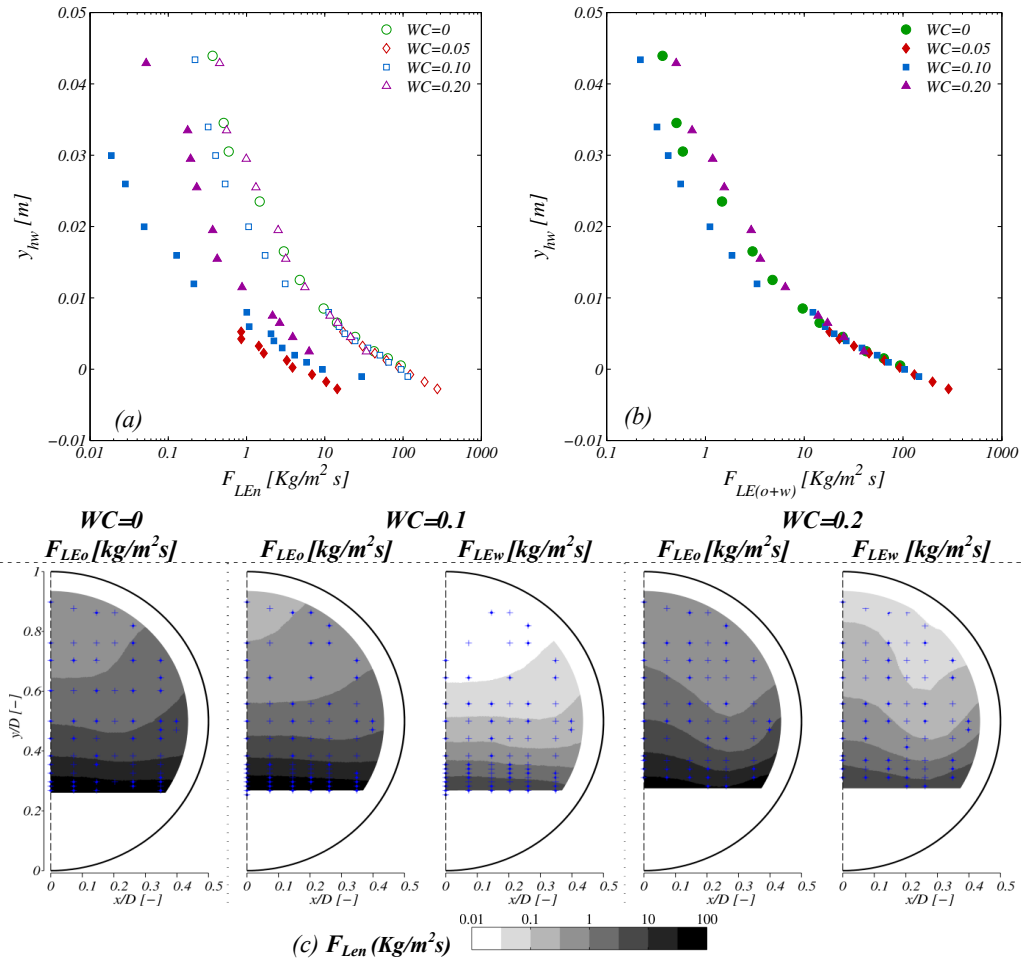 0.05
0.04
0.03
0.02
0.01
0
−0.01
y_hw [m]
WC=0
WC=0.05
WC=0.10
WC=0.20
(a)
0.01 0.1 1 10 100 1000
F_LEn [Kg/m² s]
0.05
0.04
0.03
0.02
0.01
0
−0.01
y_hw [m]
WC=0
WC=0.05
WC=0.10
WC=0.20
(b)
0.1 1 10 100 1000
F_LE(o+w) [Kg/m² s]
WC=0 WC=0.1 WC=0.2
F_LEo [kg/m²s] F_LEo [kg/m²s] F_LEw [kg/m²s] F_LEo [kg/m²s] F_LEw [kg/m²s]
1
0.8
0.6
0.4
0.2
0
y/D [−]
0 0.1 0.2 0.3 0.4 0.5
x/D [−]
0 0.1 0.2 0.3 0.4 0.5
x/D [−]
0 0.1 0.2 0.3 0.4 0.5
x/D [−]
0 0.1 0.2 0.3 0.4 0.5
x/D [−]
0 0.1 0.2 0.3 0.4 0.5
x/D [−]
0.01 0.1 1 10 100
(c) F_Len (Kg/m²s)